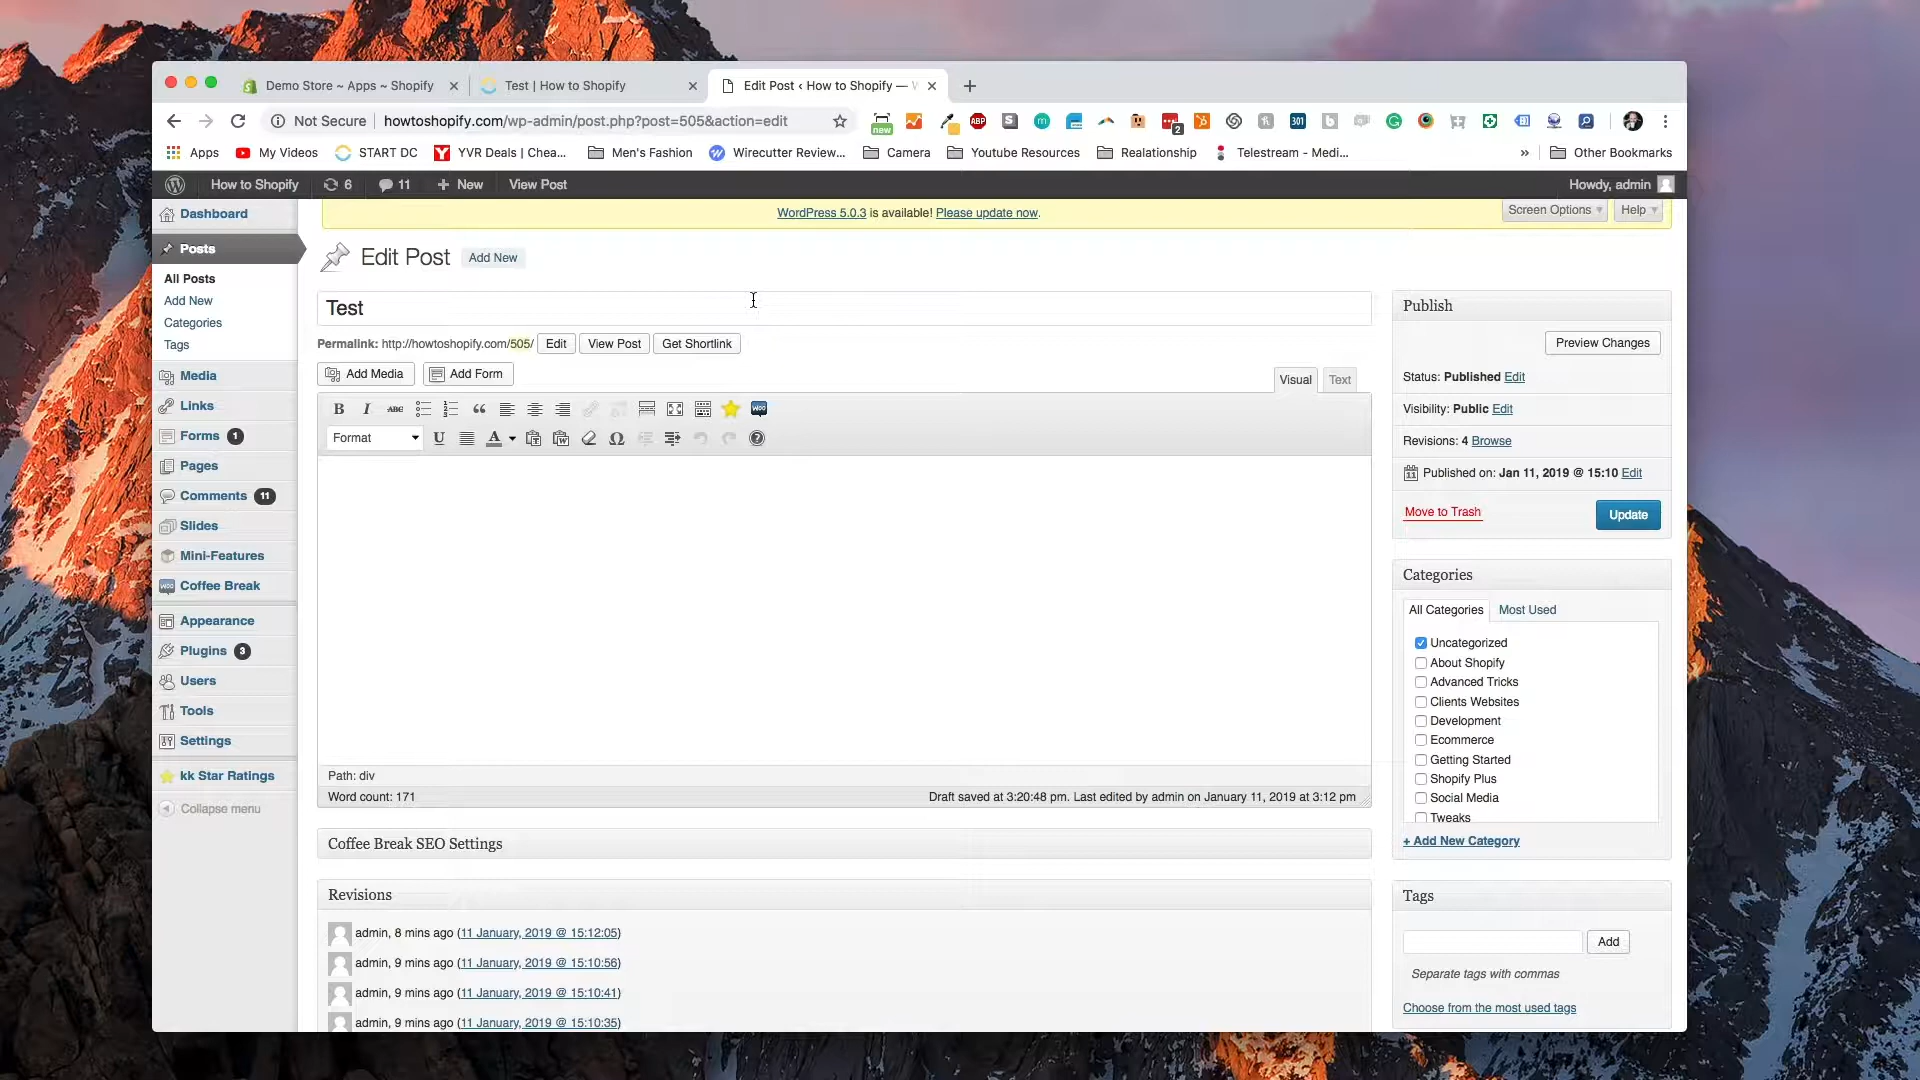 Demo Store ~ Apps ~ Shopify
Test | How to Shopify
Edit Post ‹ How to Shopify —
Not Secure
howtoshopify.com/wp-admin/post.php?post=505&action=edit
new
ABP
2
301
Apps
My Videos
START DC
YVR Deals | Chea...
Men's Fashion
Wirecutter Review...
Camera
Youtube Resources
Realationship
Telestream - Medi...
»
Other Bookmarks
How to Shopify
6
11
+ New
View Post
Howdy, admin
Dashboard
Posts
All Posts
Add New
Categories
Tags
Media
Links
Forms 1
Pages
Comments 11
Slides
Mini-Features
Coffee Break
Appearance
Plugins 3
Users
Tools
Settings
kk Star Ratings
Collapse menu
WordPress 5.0.3 is available! Please update now.
Screen Options
Help
Edit Post
Add New
Test
Permalink: http://howtoshopify.com/505/
Edit
View Post
Get Shortlink
Add Media
Add Form
Visual
Text
B I ABC
Format
U A Ω
Path: div
Word count: 171
Draft saved at 3:20:48 pm. Last edited by admin on January 11, 2019 at 3:12 pm
Coffee Break SEO Settings
Revisions
admin, 8 mins ago (11 January, 2019 @ 15:12:05)
admin, 9 mins ago (11 January, 2019 @ 15:10:56)
admin, 9 mins ago (11 January, 2019 @ 15:10:41)
admin, 9 mins ago (11 January, 2019 @ 15:10:35)
Publish
Preview Changes
Status: Published Edit
Visibility: Public Edit
Revisions: 4 Browse
Published on: Jan 11, 2019 @ 15:10 Edit
Move to Trash
Update
Categories
All Categories
Most Used
Uncategorized
About Shopify
Advanced Tricks
Clients Websites
Development
Ecommerce
Getting Started
Shopify Plus
Social Media
Tweaks
+ Add New Category
Tags
Add
Separate tags with commas
Choose from the most used tags